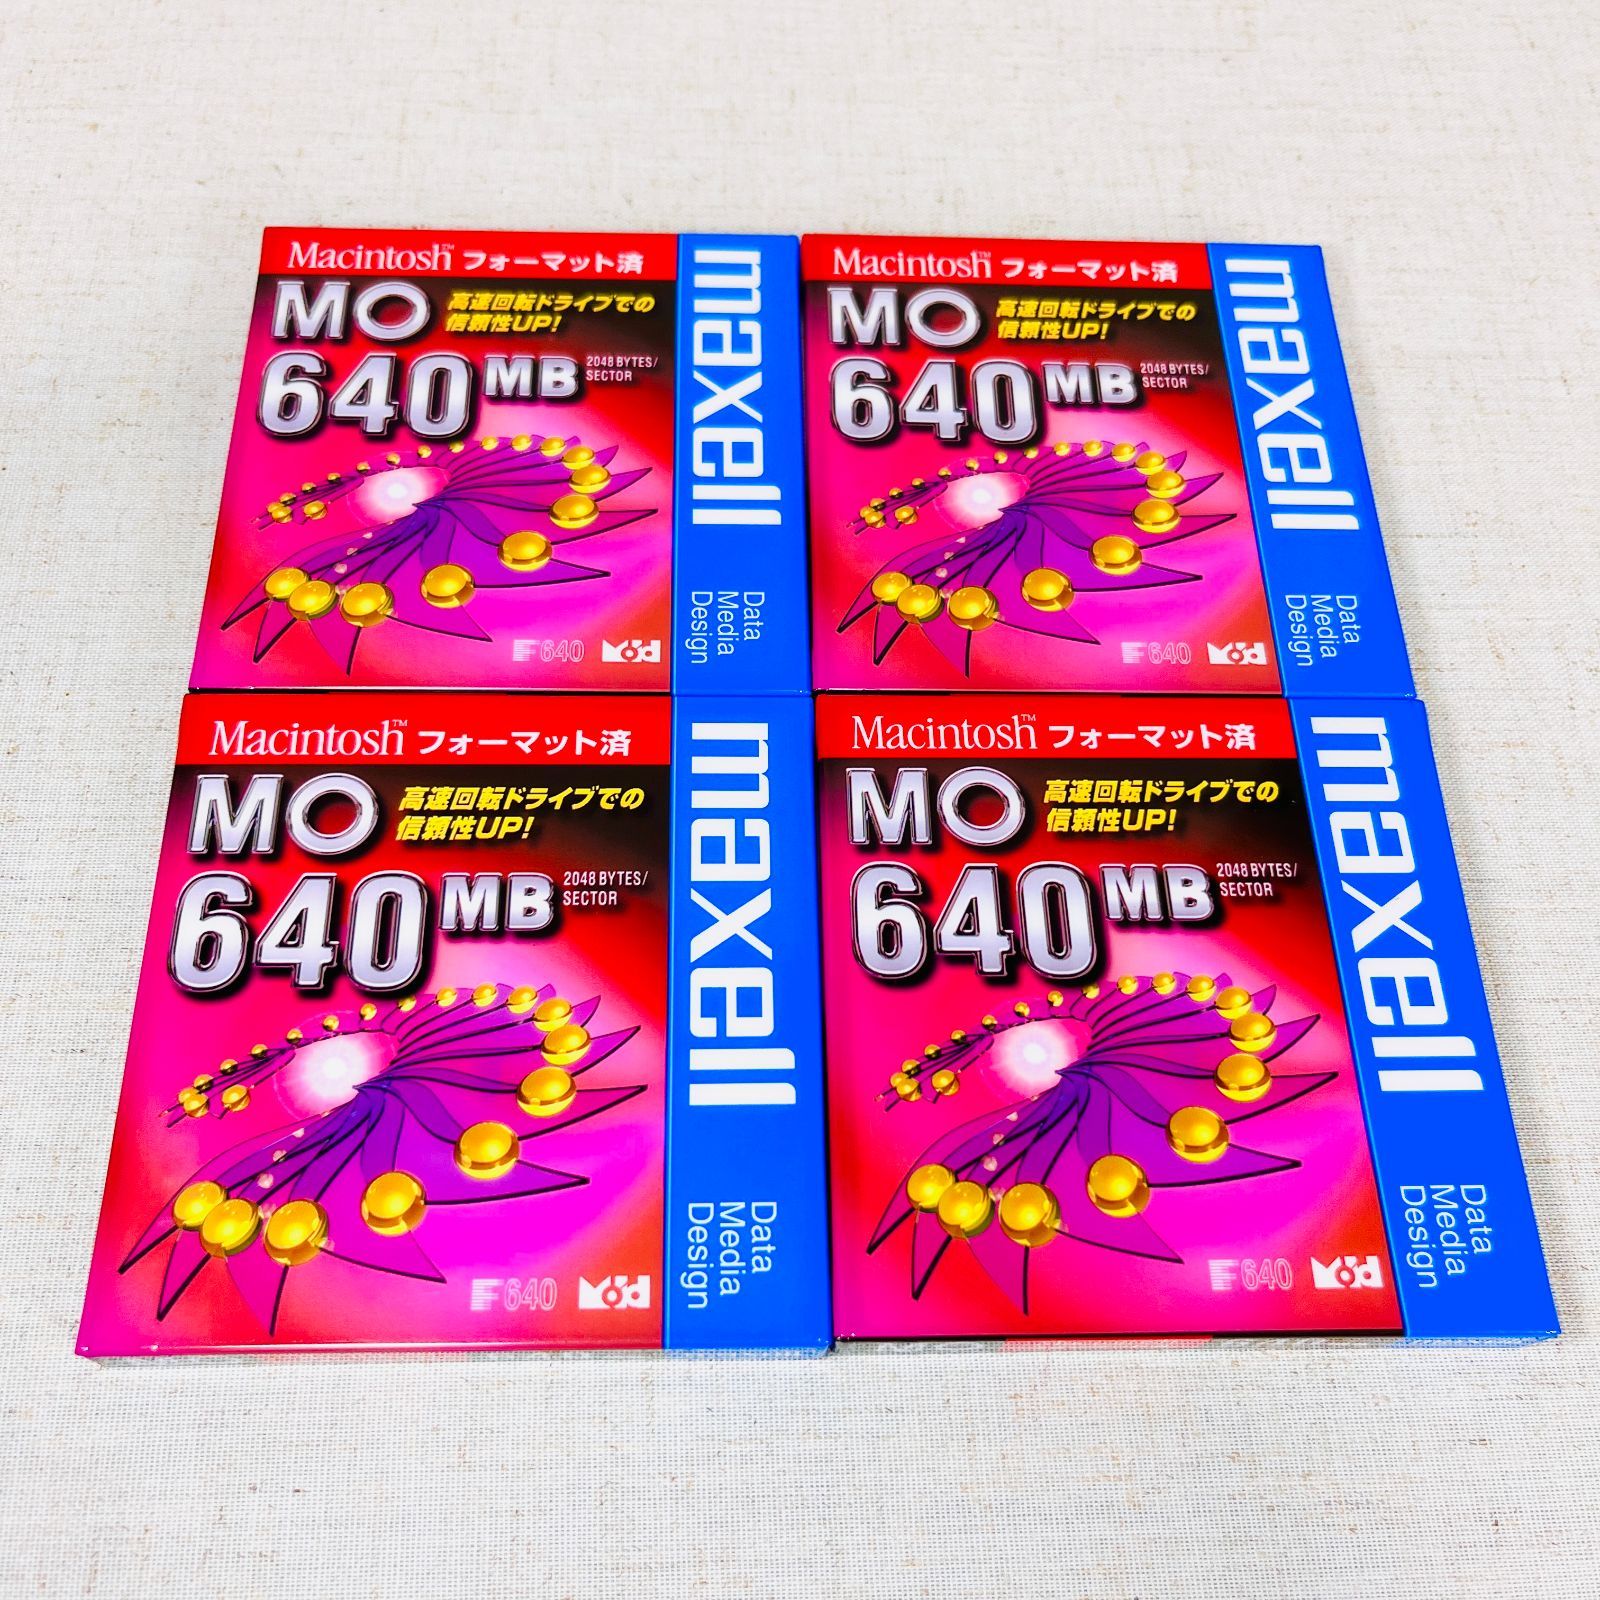 Macintosh™ フォーマット済
MO 高速回転ドライブでの
信頼性UP!
640MB 2048 BYTES/
SECTOR
F640
maxell
Data
Media
Design
Macintosh™ フォーマット済
MO 高速回転ドライブでの
信頼性UP!
640MB 2048 BYTES/
SECTOR
F640
maxell
Data
Media
Design
Macintosh™ フォーマット済
MO 高速回転ドライブでの
信頼性UP!
640MB 2048 BYTES/
SECTOR
F640
maxell
Data
Media
Design
Macintosh™ フォーマット済
MO 高速回転ドライブでの
信頼性UP!
640MB 2048 BYTES/
SECTOR
F640
maxell
Data
Media
Design